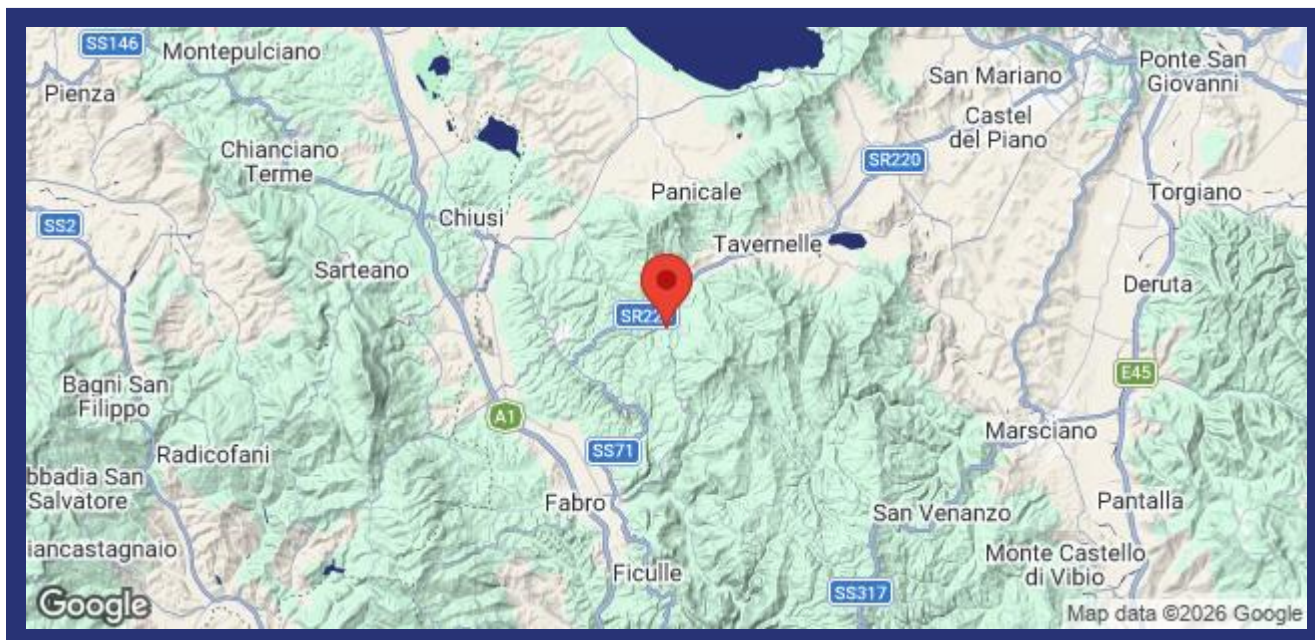 SS146
Montepulciano
Pienza
San Mariano
Ponte San
Giovanni
Castel
del Piano
Chianciano
Terme
SR220
Panicale
Torgiano
SS2
Chiusi
Tavernelle
Sarteano
Deruta
Bagni San
Filippo
E45
A1
Marsciano
SS71
Radicofani
bbadia San
Salvatore
Fabro
San Venanzo
Pantalla
iancastagnaio
Monte Castello
di Vibio
Ficulle
SS317
Google
Map data ©2026 Google